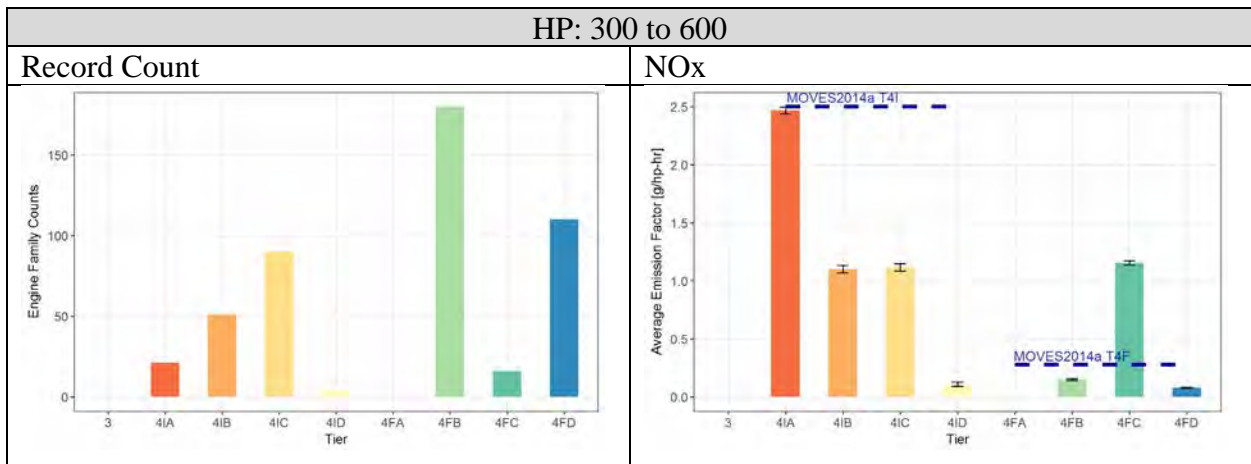 HP: 300 to 600
Record Count
NOx
Engine Family Counts
150
100
50
0
3 4IA 4IB 4IC 4ID 4FA 4FB 4FC 4FD
Tier
Average Emission Factor [g/hp-hr]
2.5
2.0
1.5
1.0
0.5
0.0
MOVES2014a T4I
MOVES2014a T4F
3 4IA 4IB 4IC 4ID 4FA 4FB 4FC 4FD
Tier